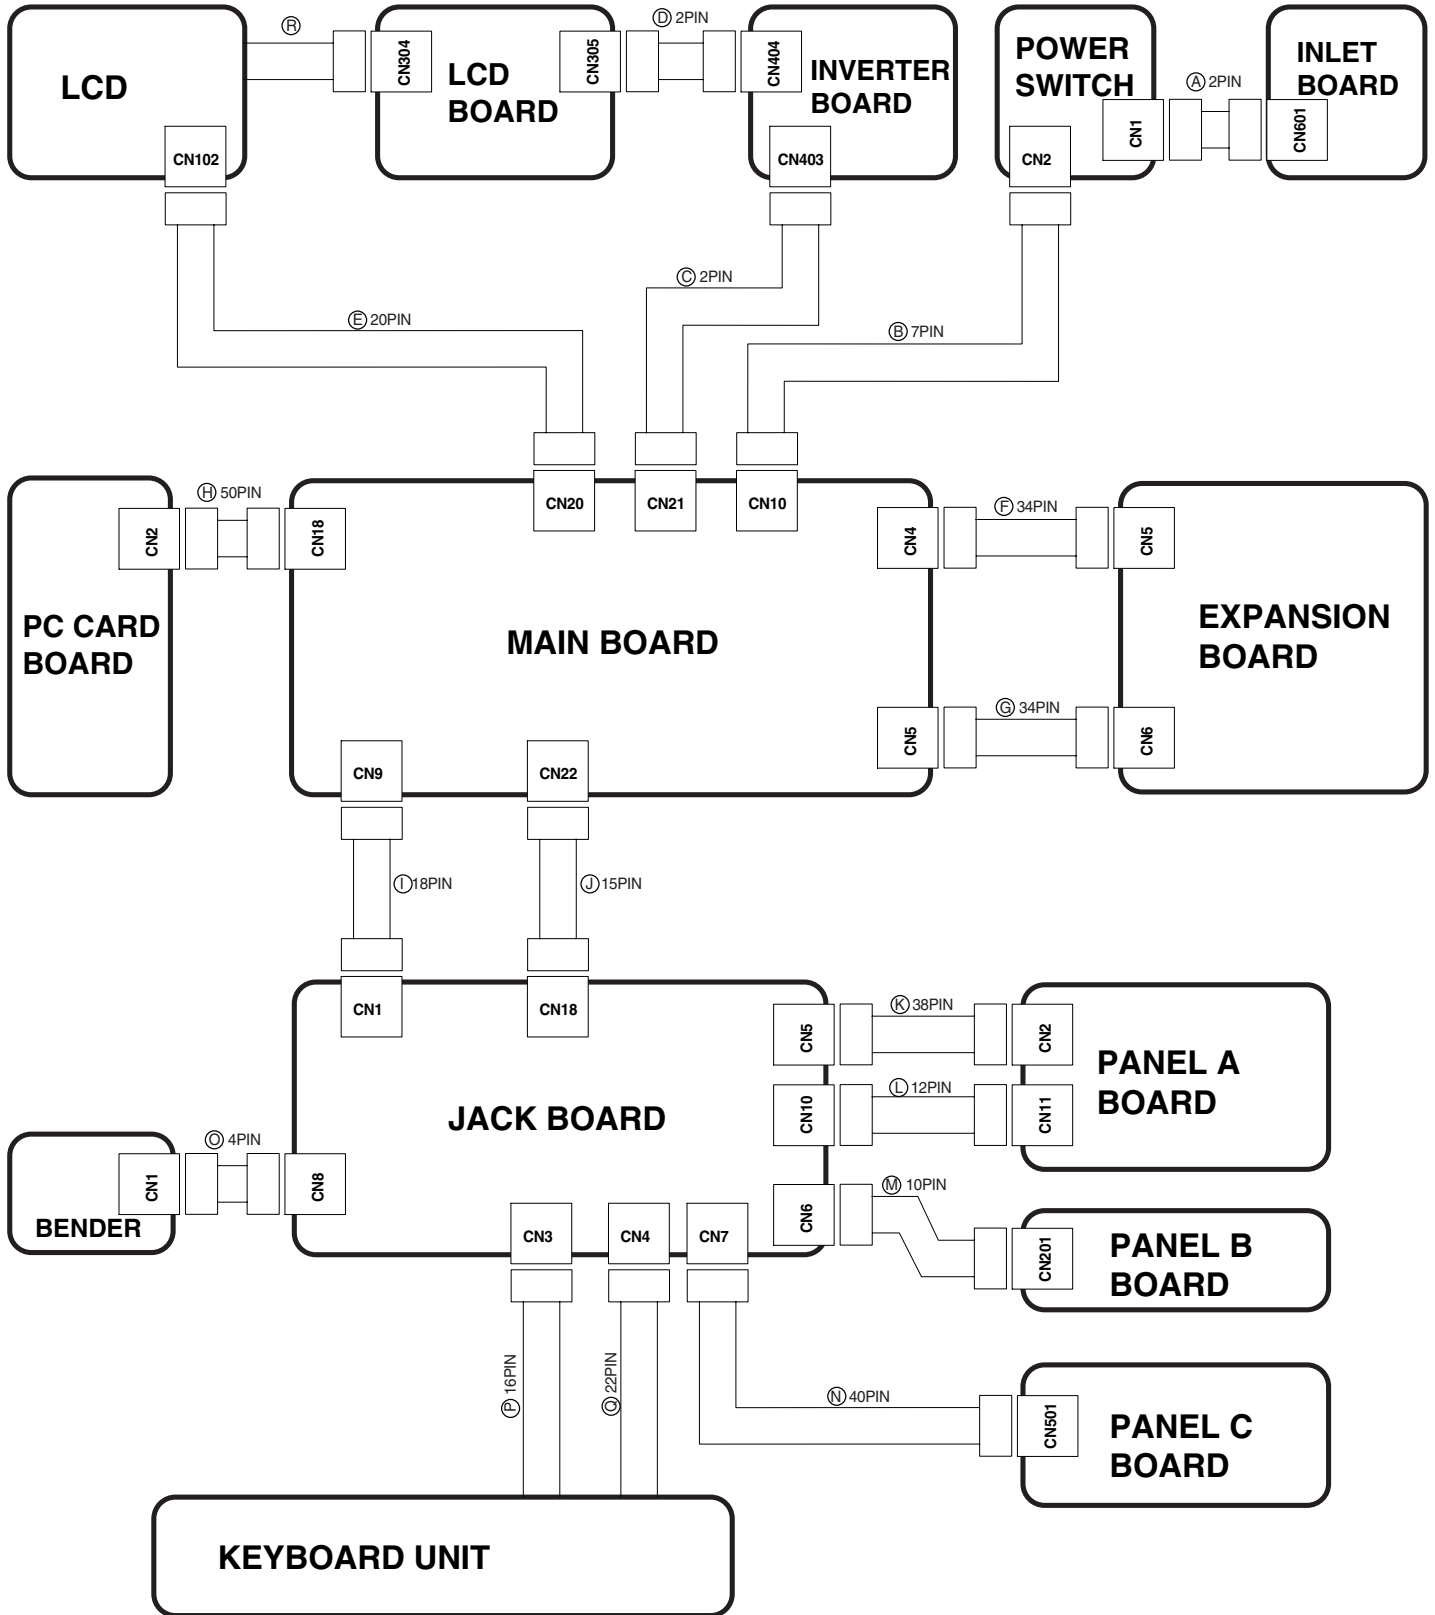 Ⓡ
Ⓓ 2PIN
LCD
CN304
LCD
BOARD
CN305
CN404
INVERTER
BOARD
POWER
SWITCH
Ⓐ 2PIN
INLET
BOARD
CN1
CN601
CN102
CN403
CN2
Ⓒ 2PIN
Ⓔ 20PIN
Ⓑ 7PIN
Ⓗ 50PIN
CN20
CN21
CN10
Ⓕ 34PIN
CN2
CN18
CN4
CN5
PC CARD
BOARD
MAIN BOARD
EXPANSION
BOARD
Ⓖ 34PIN
CN5
CN6
CN9
CN22
Ⓘ 18PIN
Ⓙ 15PIN
CN1
CN18
Ⓚ 38PIN
CN5
CN2
PANEL A
BOARD
Ⓛ 12PIN
CN10
CN11
JACK BOARD
Ⓞ 4PIN
CN1
CN8
BENDER
Ⓜ 10PIN
CN6
CN3
CN4
CN7
CN201
PANEL B
BOARD
Ⓟ 16PIN
Ⓠ 22PIN
Ⓝ 40PIN
CN501
PANEL C
BOARD
KEYBOARD UNIT